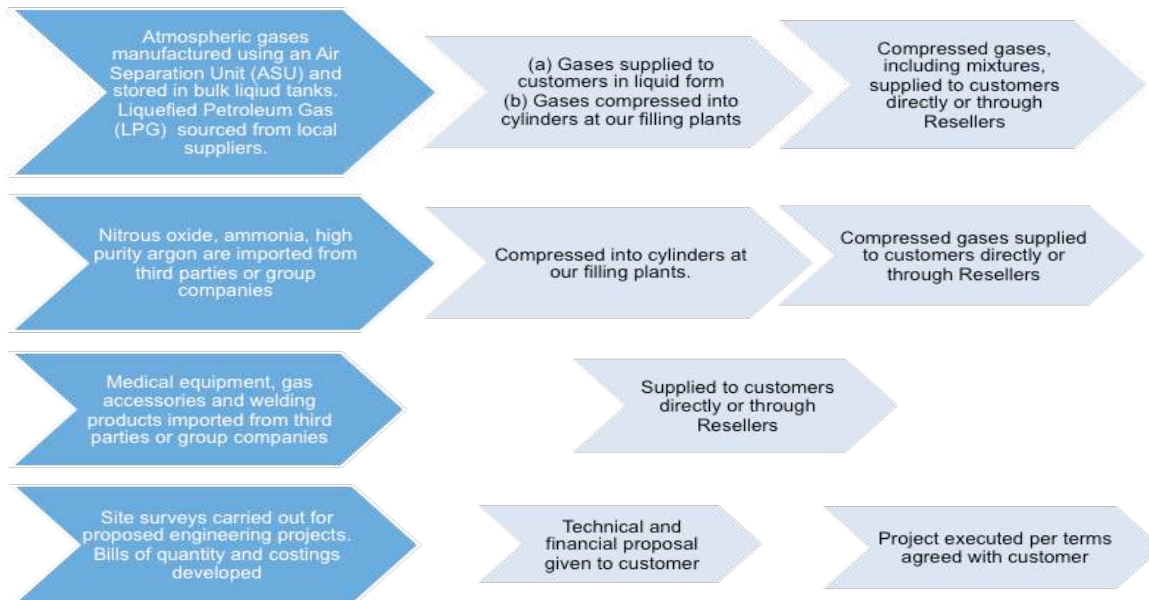 Atmospheric gases
manufactured using an Air
Separation Unit (ASU) and
stored in bulk liqiud tanks.
Liquefied Petroleum Gas
(LPG) sourced from local
suppliers.
(a) Gases supplied to
customers in liquid form
(b) Gases compressed into
cylinders at our filling plants
Compressed gases,
including mixtures,
supplied to customers
directly or through
Resellers
Nitrous oxide, ammonia, high
purity argon are imported from
third parties or group
companies
Compressed into cylinders at
our filling plants.
Compressed gases supplied
to customers directly or
through Resellers
Medical equipment, gas
accessories and welding
products imported from third
parties or group companies
Supplied to customers
directly or through
Resellers
Site surveys carried out for
proposed engineering projects.
Bills of quantity and costings
developed
Technical and
financial proposal
given to customer
Project executed per terms
agreed with customer